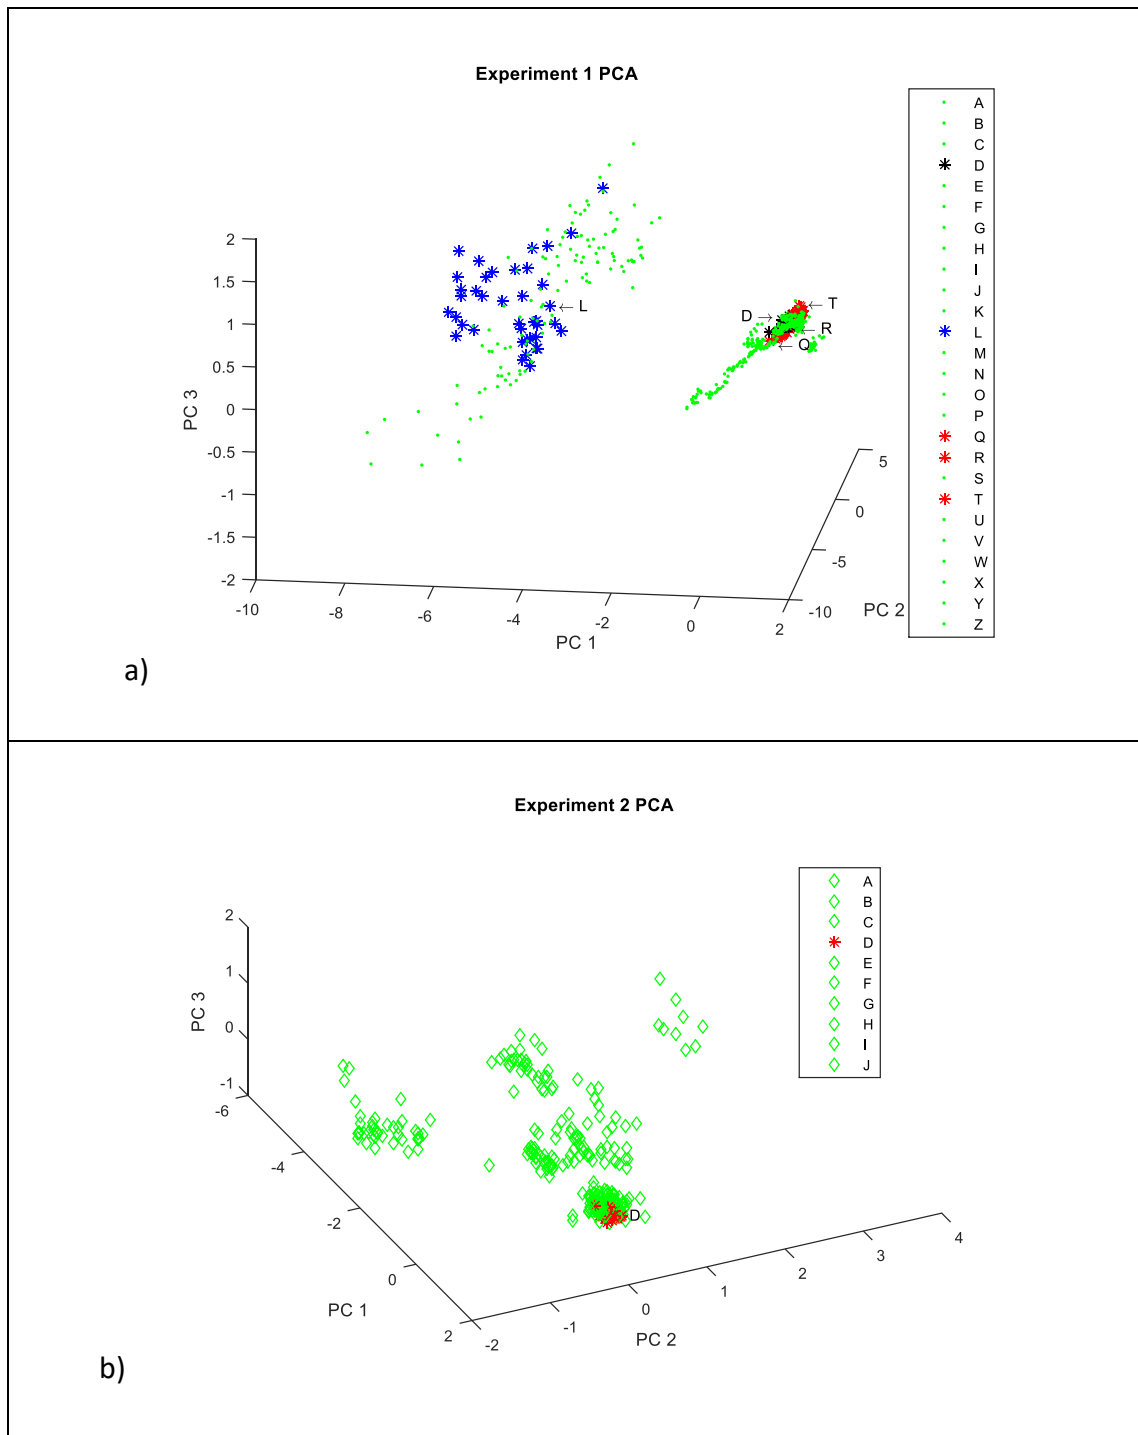 Experiment 1 PCA
A
B
C
D
E
F
G
H
I
J
K
L
M
N
O
P
Q
R
S
T
U
V
W
X
Y
Z
2
1.5
1
0.5
0
-0.5
-1
-1.5
-2
PC 3
-10
-8
-6
-4
-2
0
2
PC 1
5
0
-5
-10
PC 2
← L
D →
← T
← R
← Q
a)
Experiment 2 PCA
A
B
C
D
E
F
G
H
I
J
2
1
0
-1
PC 3
-6
-4
-2
0
2
PC 1
-2
-1
0
1
2
3
4
PC 2
D
b)